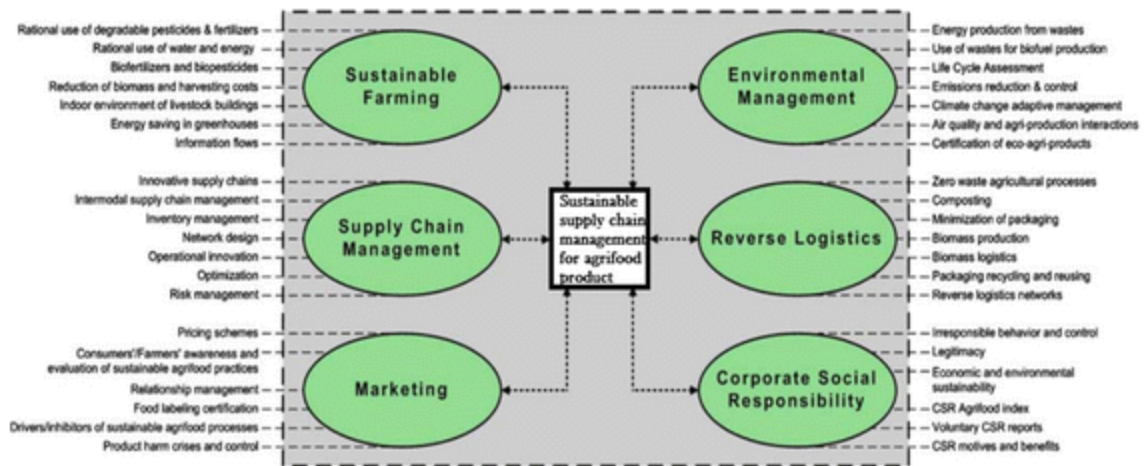 Rational use of degradable pesticides & fertilizers
Rational use of water and energy
Biofertilizers and biopesticides
Reduction of biomass and harvesting costs
Indoor environment of livestock buildings
Energy saving in greenhouses
Information flows
Sustainable
Farming
Environmental
Management
Energy production from wastes
Use of wastes for biofuel production
Life Cycle Assessment
Emissions reduction & control
Climate change adaptive management
Air quality and agri-production interactions
Certification of eco-agri-products
Innovative supply chains
Intermodal supply chain management
Inventory management
Network design
Operational innovation
Optimization
Risk management
Supply Chain
Management
Sustainable
supply chain
management
for agrifood
product
Reverse Logistics
Zero waste agricultural processes
Composting
Minimization of packaging
Biomass production
Biomass logistics
Packaging recycling and reusing
Reverse logistics networks
Pricing schemes
Consumers'/Farmers' awareness and
evaluation of sustainable agrifood practices
Relationship management
Food labeling certification
Drivers/inhibitors of sustainable agrifood processes
Product harm crises and control
Marketing
Corporate Social
Responsibility
Irresponsible behavior and control
Legitimacy
Economic and environmental
sustainability
CSR Agrifood index
Voluntary CSR reports
CSR motives and benefits